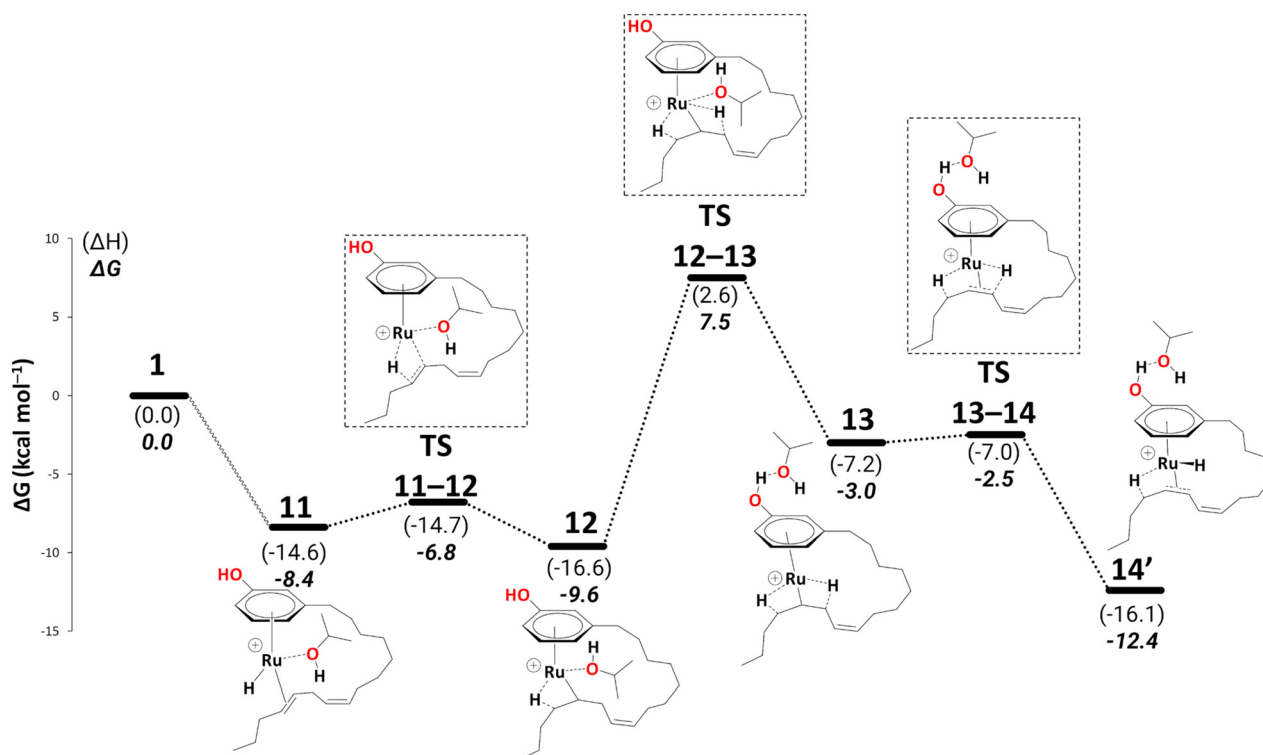 HO
H
O
⊕ Ru
H
H
TS
12–13
(2.6)
7.5
H
O
H
O
⊕
Ru
H
H
TS
13–14
(-7.0)
-2.5
HO
⊕ Ru
O
H
H
TS
11–12
(-14.7)
-6.8
(ΔH)
ΔG
ΔG (kcal mol⁻¹)
10
5
0
-5
-10
-15
1
(0.0)
0.0
11
(-14.6)
-8.4
HO
⊕
Ru
O
H
H
12
(-16.6)
-9.6
HO
H
⊕
Ru
O
H
13
(-7.2)
-3.0
H
O
H
O
⊕
Ru
H
H
H
O
H
O
⊕
Ru
H
H
14’
(-16.1)
-12.4